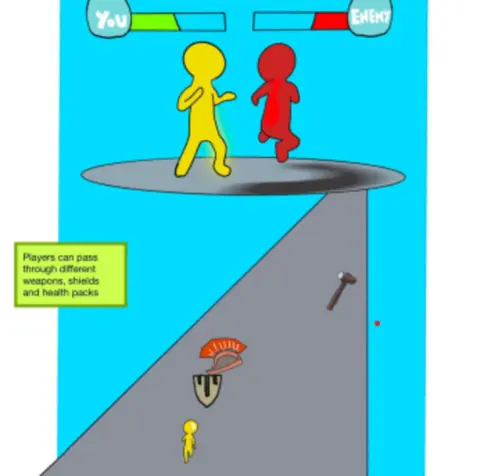 YOU
ENEMY
Players can pass
through different
weapons, shields
and health packs